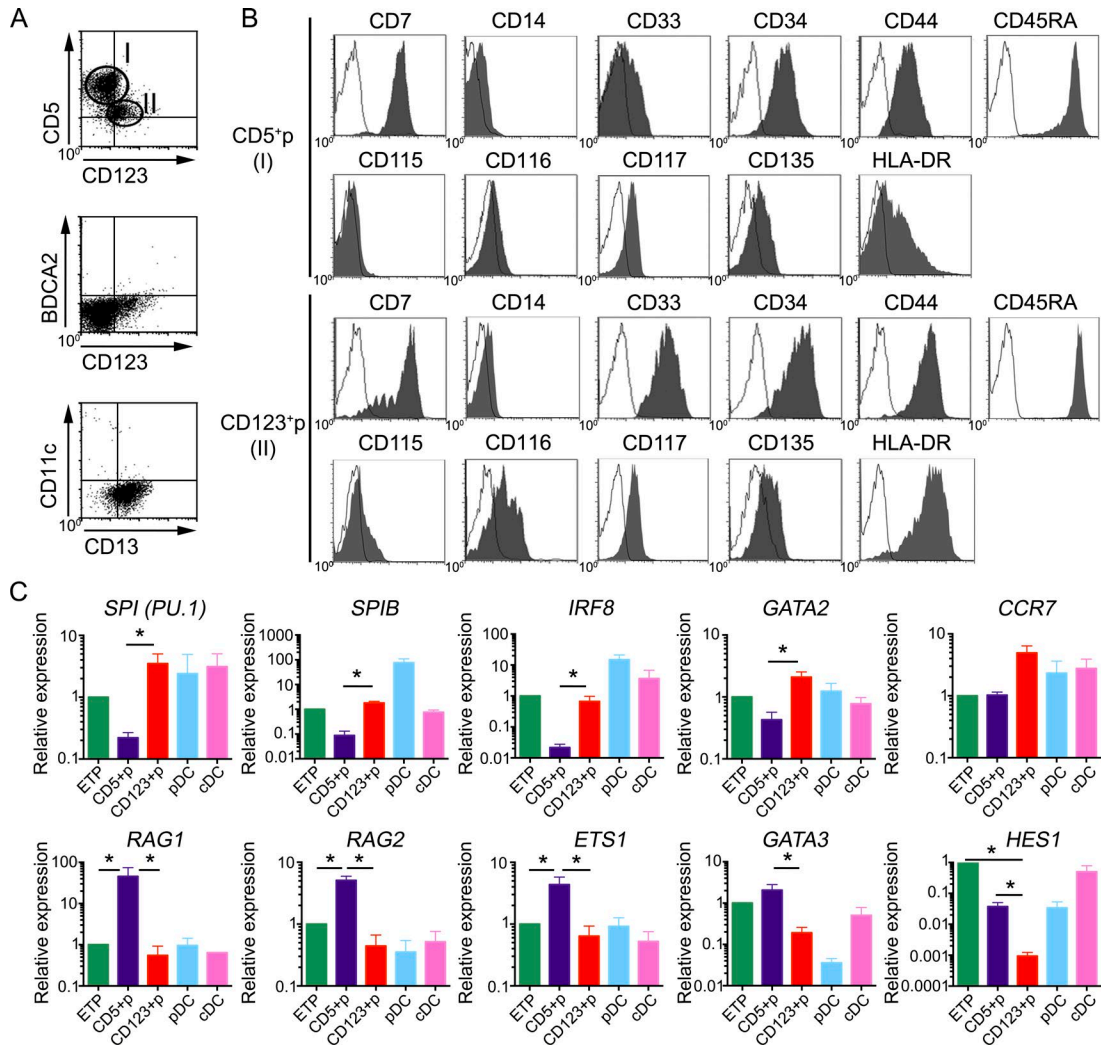 A
I
II
CD5
10⁰
CD123
BDCA2
10⁰
CD123
CD11c
10⁰
CD13
B
CD7 CD14 CD33 CD34 CD44 CD45RA
10⁰ 10⁰ 10⁰ 10⁰ 10⁰ 10⁰
CD5⁺p
(I)
CD115 CD116 CD117 CD135 HLA-DR
10⁰ 10⁰ 10⁰ 10⁰ 10⁰
CD7 CD14 CD33 CD34 CD44 CD45RA
10⁰ 10⁰ 10⁰ 10⁰ 10⁰ 10⁰
CD123⁺p
(II)
CD115 CD116 CD117 CD135 HLA-DR
10⁰ 10⁰ 10⁰ 10⁰ 10⁰
C
SPI (PU.1)
Relative expression
10
1
0.1
*
ETP CD5+p CD123+p pDC cDC
SPIB
Relative expression
1000
100
10
1
0.1
0.01
*
ETP CD5+p CD123+p pDC cDC
IRF8
Relative expression
100
10
1
0.1
0.01
*
ETP CD5+p CD123+p pDC cDC
GATA2
Relative expression
10
1
0.1
*
ETP CD5+p CD123+p pDC cDC
CCR7
Relative expression
10
1
0.1
ETP CD5+p CD123+p pDC cDC
RAG1
Relative expression
100
10
1
0.1
* *
ETP CD5+p CD123+p pDC cDC
RAG2
Relative expression
10
1
0.1
* *
ETP CD5+p CD123+p pDC cDC
ETS1
Relative expression
10
1
0.1
* *
ETP CD5+p CD123+p pDC cDC
GATA3
Relative expression
10
1
0.1
0.01
*
ETP CD5+p CD123+p pDC cDC
HES1
Relative expression
1
0.1
0.01
0.001
0.0001
*
*
ETP CD5+p CD123+p pDC cDC